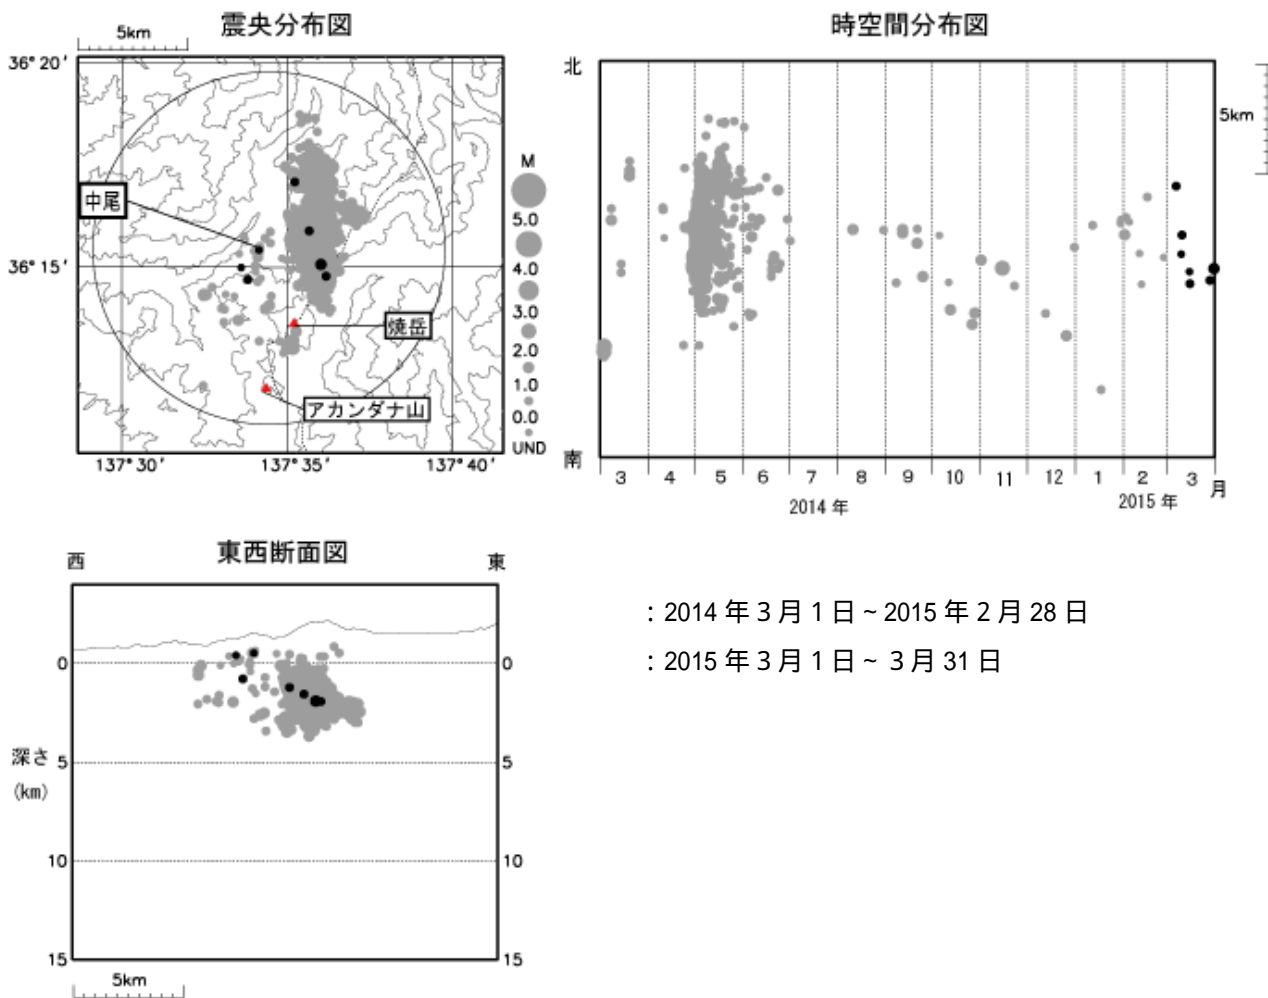 震央分布図
5km
36° 20′
36° 15′
中尾
焼岳
アカンダナ山
137° 30′
137° 35′
137° 40′
M
5.0
4.0
3.0
2.0
1.0
0.0
UND
時空間分布図
北
南
5km
3 4 5 6 7 8 9 10 11 12 1 2 3 月
2014 年
2015 年
東西断面図
西
東
0
5
10
15
0
5
10
15
深さ
(km)
5km
：2014 年 3 月 1 日 ~ 2015 年 2 月 28 日
：2015 年 3 月 1 日 ~ 3 月 31 日